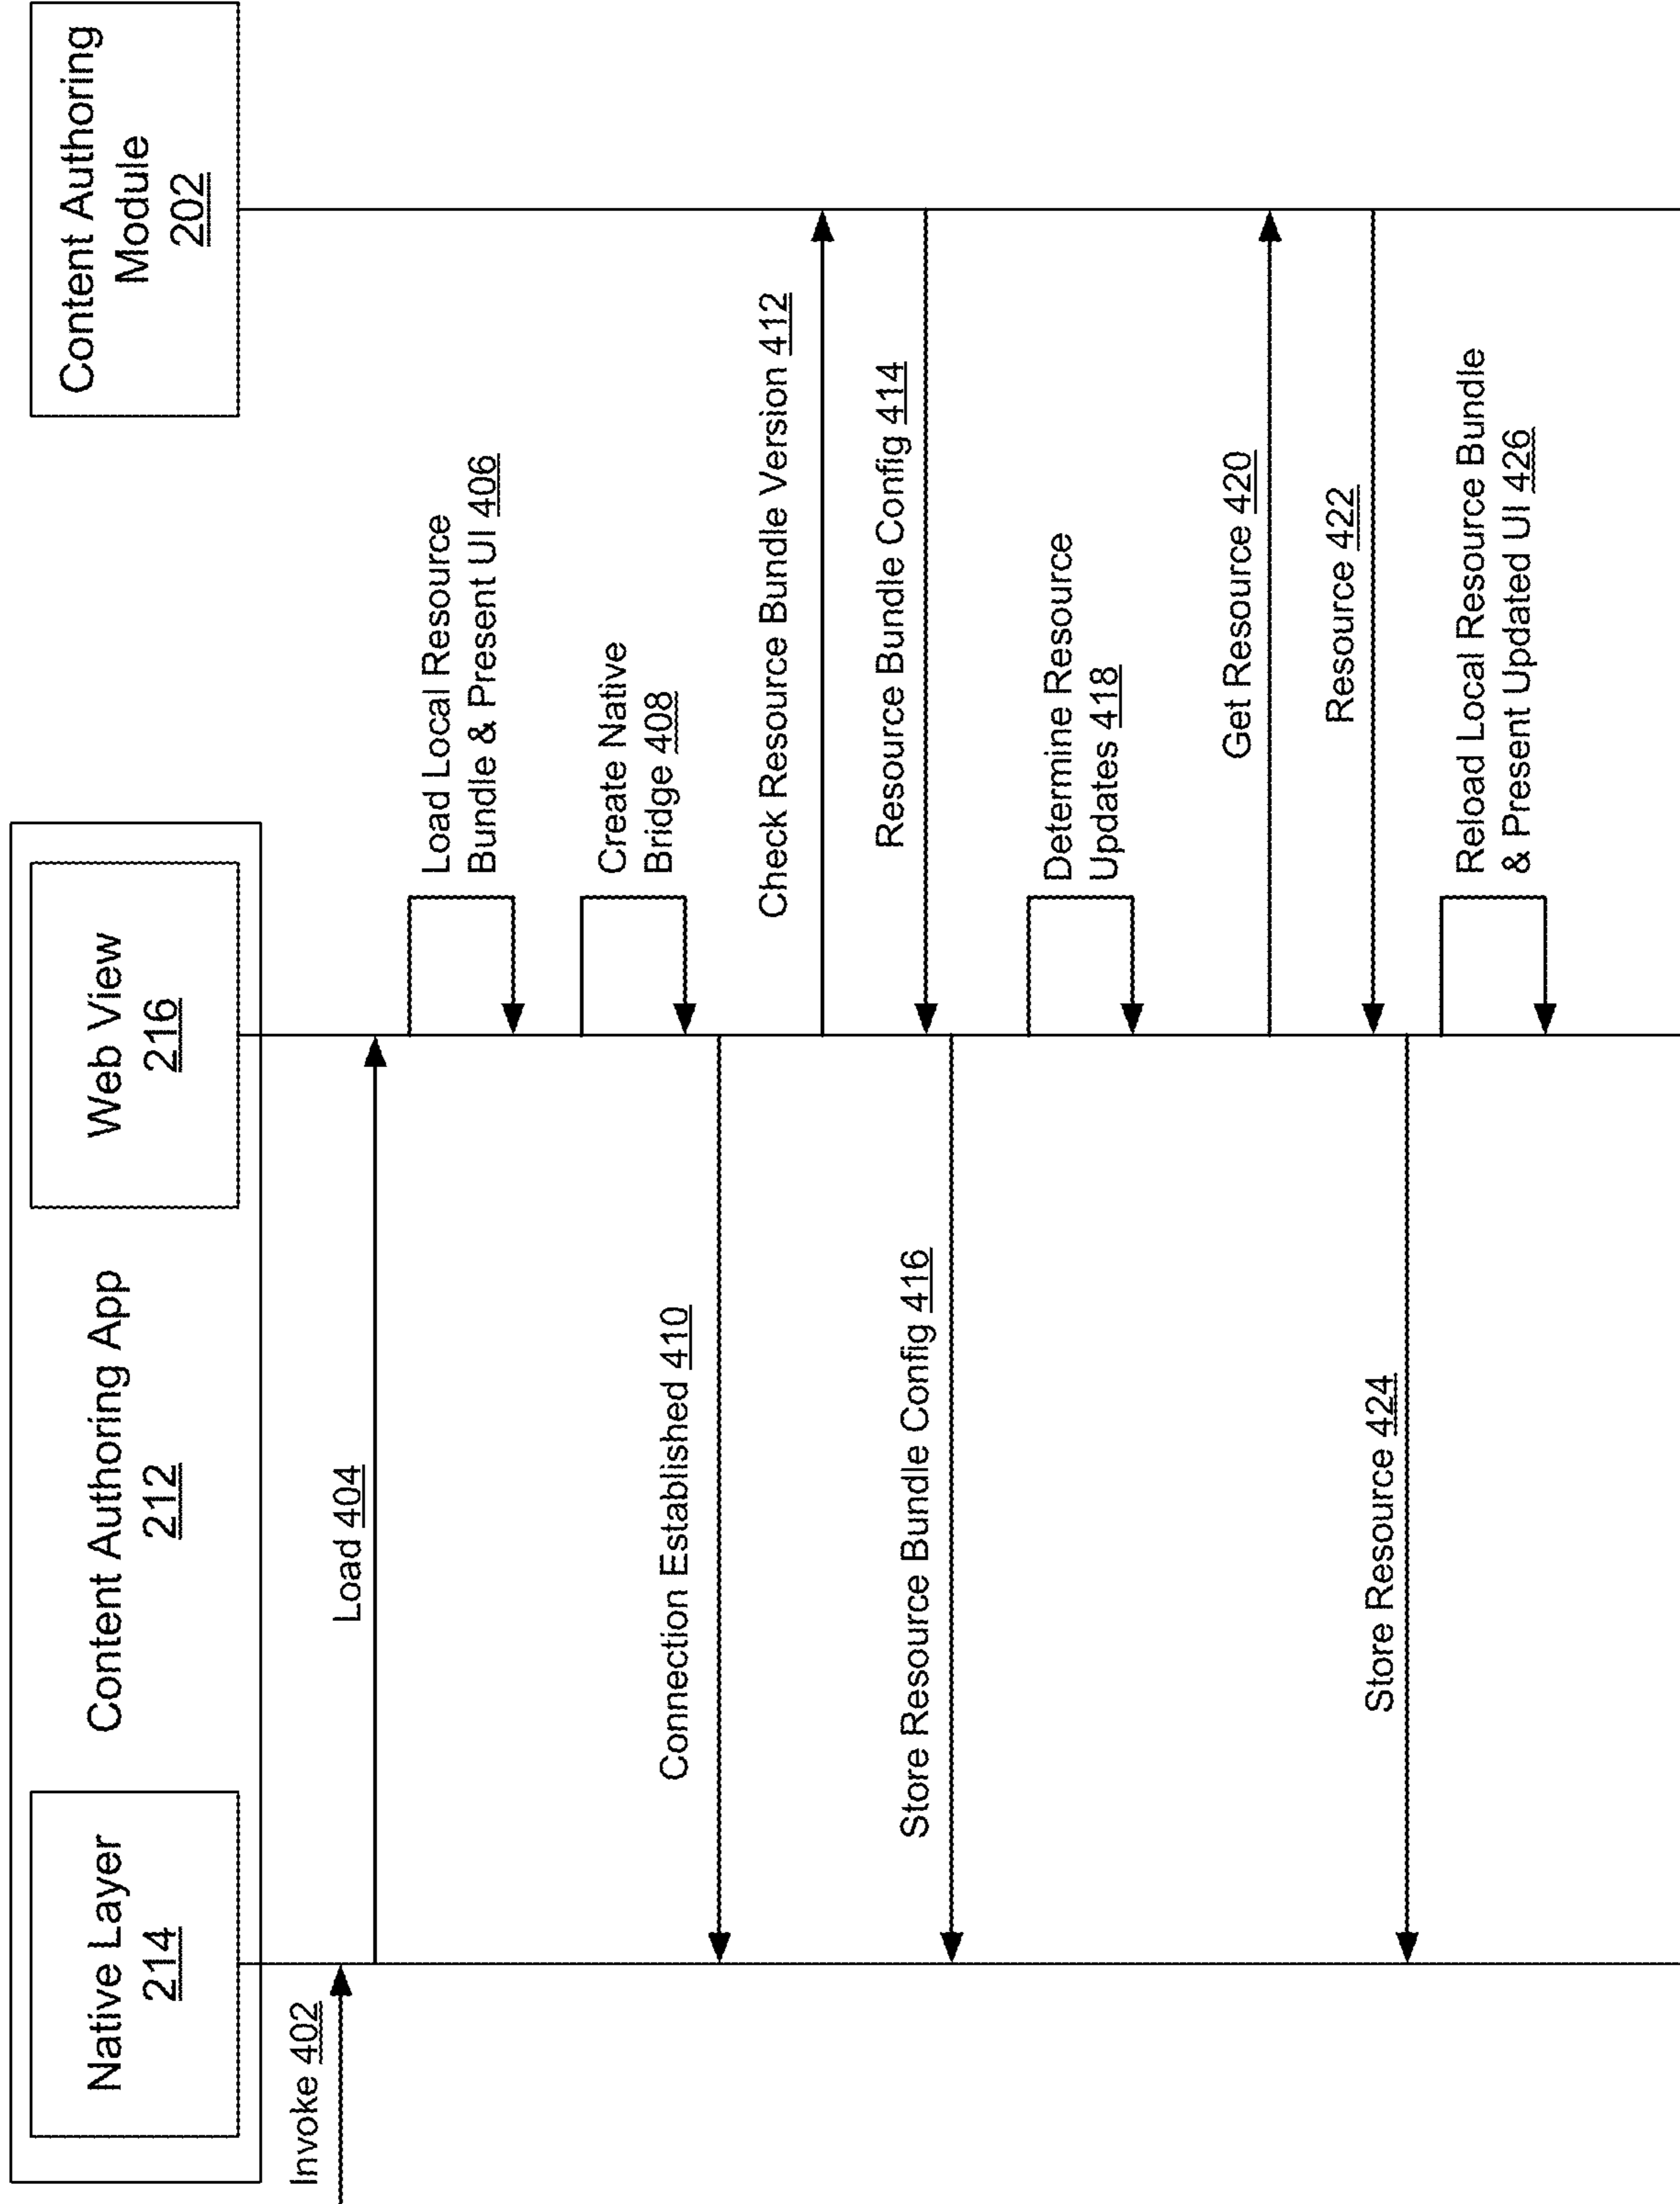 Content Authoring App
212
Native Layer
214
Web View
216
Content Authoring
Module
202
Invoke 402
Load 404
Load Local Resource
Bundle & Present UI 406
Create Native
Bridge 408
Connection Established 410
Check Resource Bundle Version 412
Resource Bundle Config 414
Store Resource Bundle Config 416
Determine Resource
Updates 418
Get Resource 420
Resource 422
Store Resource 424
Reload Local Resource Bundle
& Present Updated UI 426